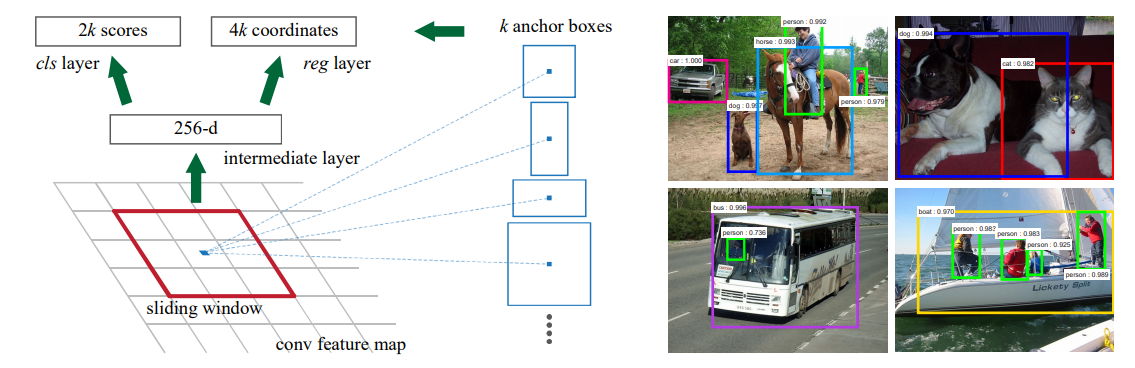 2k scores
4k coordinates
k anchor boxes
cls layer
reg layer
256-d
intermediate layer
sliding window
conv feature map
person : 0.992
horse : 0.993
car : 1.000
dog : 0.997
person : 0.979
dog : 0.994
cat : 0.982
bus : 0.996
person : 0.736
boat : 0.970
person : 0.982
person : 0.983
person : 0.925
person : 0.989
Lickety Split